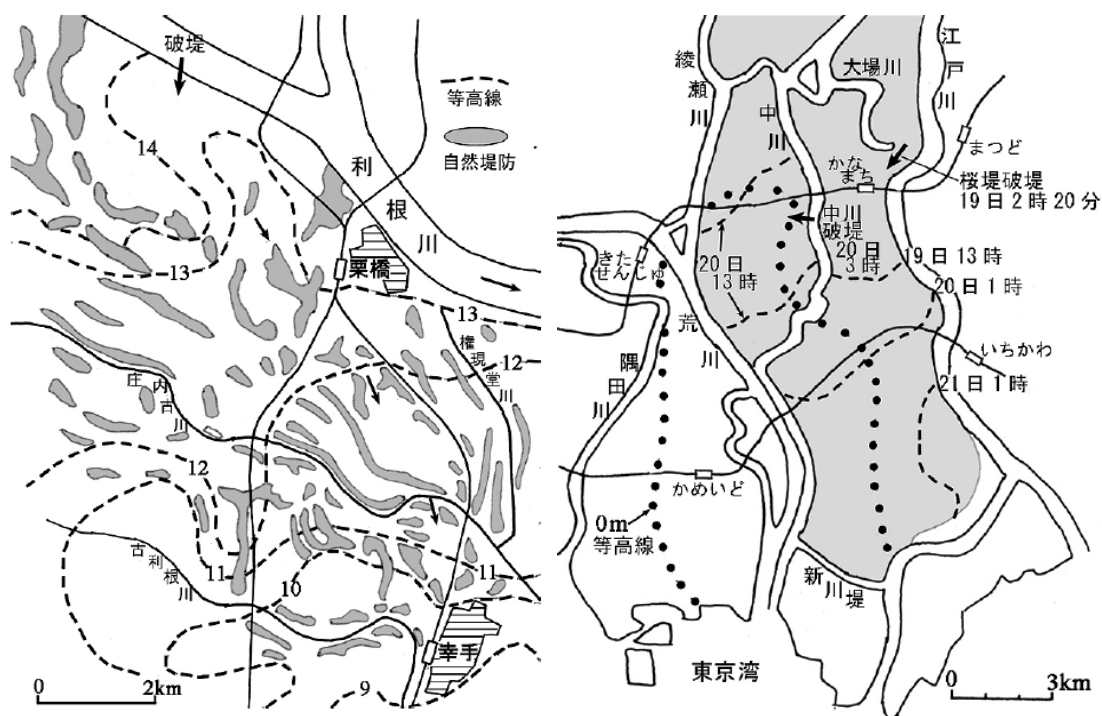 破堤
等高線
自然堤防
14
利根川
13
栗橋
13
権現堂川
12
庄内古川
12
古利根川
11
10
11
幸手
9
0 2km
綾瀬川
中川
大場川
江戸川
まつど
かなまち
桜堤破堤
19日2時20分
中川
破堤
20日
3時
19日13時
20日1時
きた
せんじゅ
20日
13時
荒川
隅田川
いちかわ
21日1時
かめいど
0m
等高線
新川堤
東京湾
0 3km